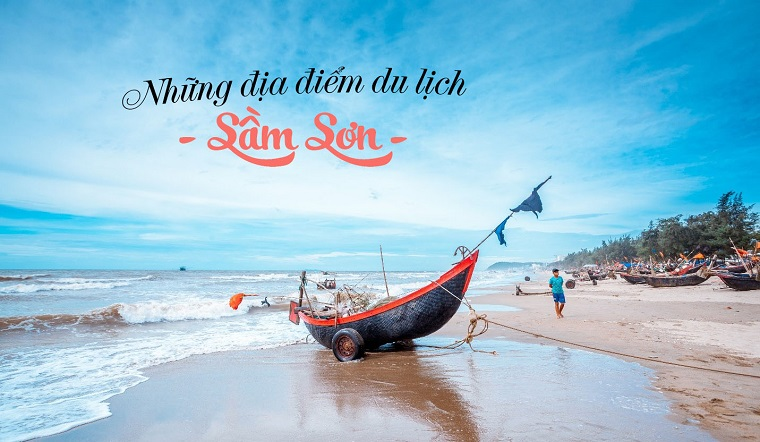 Những địa điểm du lịch
- Sầm Sơn -